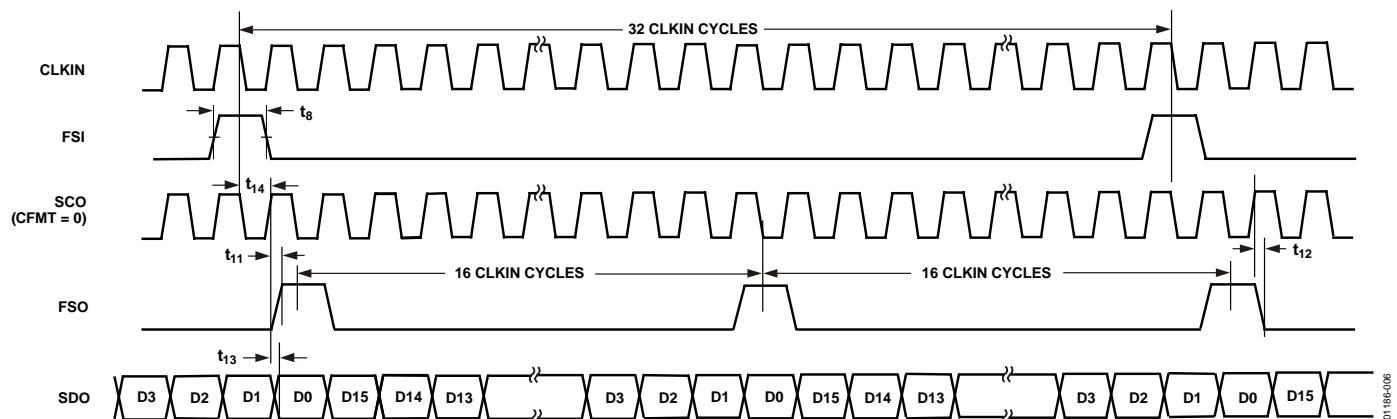 32 CLKIN CYCLES
CLKIN
t8
FSI
t14
SCO
(CFMT = 0)
t11
16 CLKIN CYCLES
16 CLKIN CYCLES
t12
FSO
t13
SDO
D3 D2 D1 D0 D15 D14 D13 D3 D2 D1 D0 D15 D14 D13 D3 D2 D1 D0 D15
01186-006